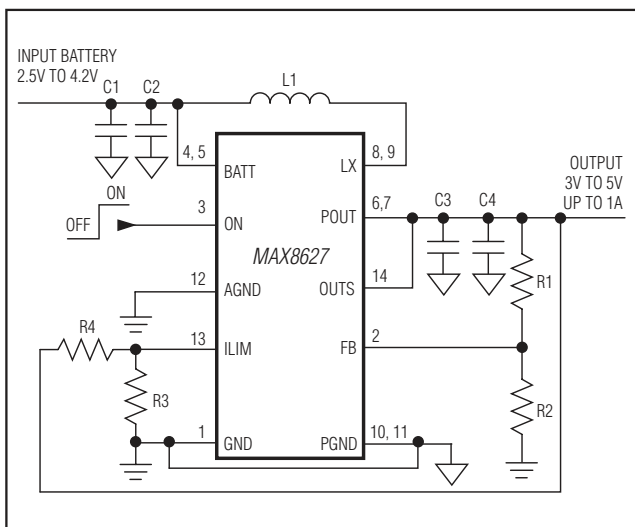 INPUT BATTERY
2.5V TO 4.2V
C1
C2
L1
4, 5
BATT
8, 9
LX
OUTPUT
3V TO 5V
UP TO 1A
ON
OFF
3
ON
6,7
POUT
C3
C4
MAX8627
12
AGND
14
OUTS
R1
R4
13
ILIM
2
FB
R3
R2
1
GND
10, 11
PGND